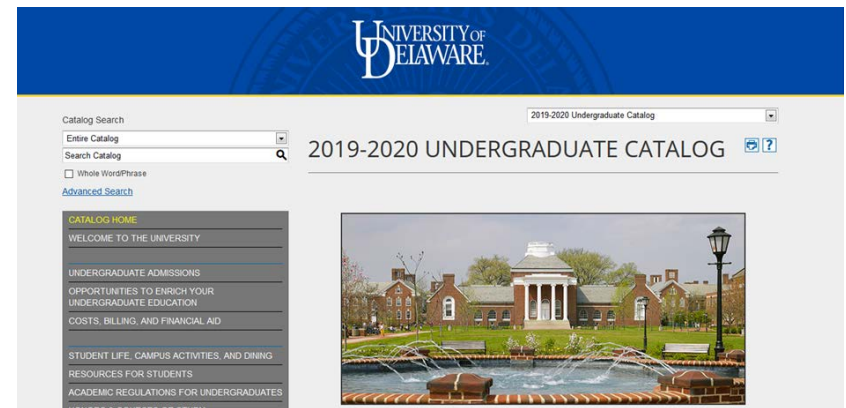 UNIVERSITY OF
DELAWARE.
Catalog Search
Entire Catalog
Search Catalog
Whole Word/Phrase
Advanced Search
2019-2020 Undergraduate Catalog
2019-2020 UNDERGRADUATE CATALOG
?
CATALOG HOME
WELCOME TO THE UNIVERSITY
UNDERGRADUATE ADMISSIONS
OPPORTUNITIES TO ENRICH YOUR
UNDERGRADUATE EDUCATION
COSTS, BILLING, AND FINANCIAL AID
STUDENT LIFE, CAMPUS ACTIVITIES, AND DINING
RESOURCES FOR STUDENTS
ACADEMIC REGULATIONS FOR UNDERGRADUATES